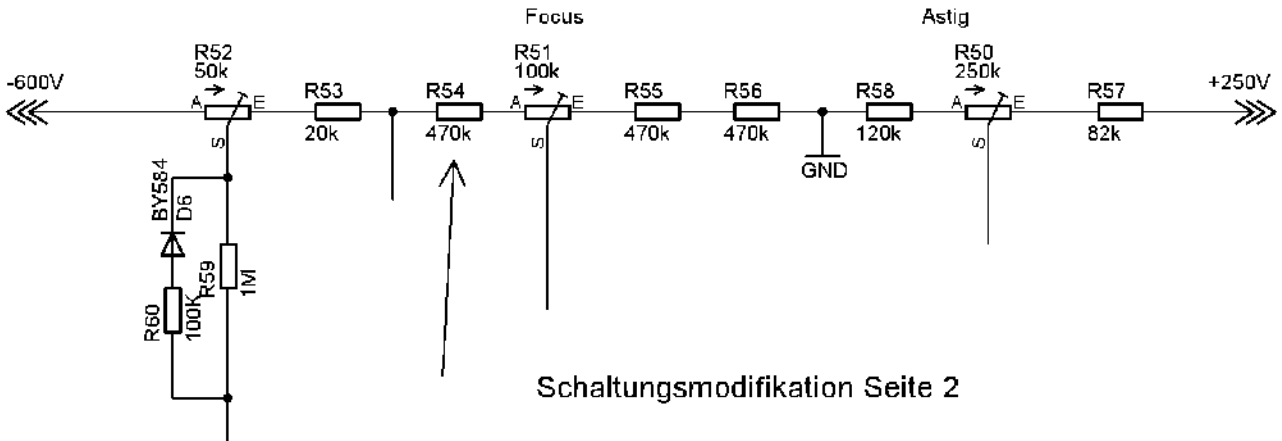 Focus
Astig
-600V
R52
50k
A
E
S
R53
20k
R54
470k
R51
100k
A
E
S
R55
470k
R56
470k
GND
R58
120k
R50
250k
A
E
S
R57
82k
+250V
BY584
D6
R59
1M
R60
100K
Schaltungsmodifikation Seite 2